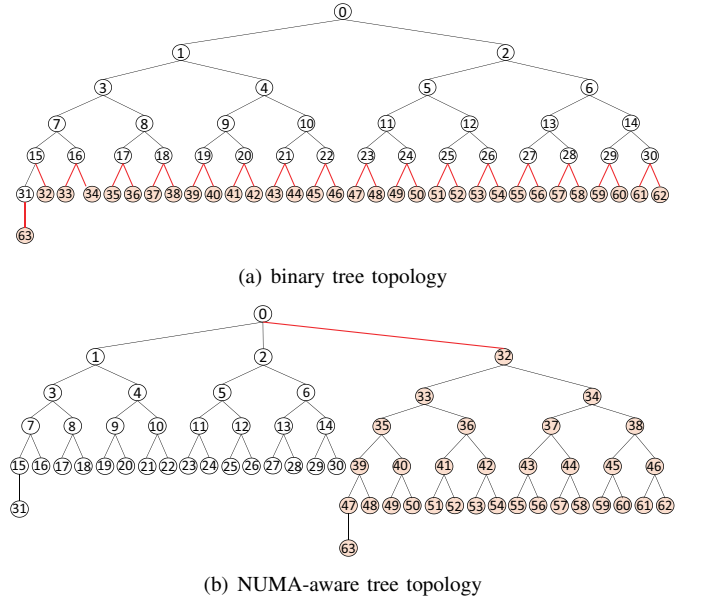 0
1 2
3 4 5 6
7 8 9 10 11 12 13 14
15 16 17 18 19 20 21 22 23 24 25 26 27 28 29 30
31 32 33 34 35 36 37 38 39 40 41 42 43 44 45 46 47 48 49 50 51 52 53 54 55 56 57 58 59 60 61 62
63
(a) binary tree topology
0
1 2 32
3 4 5 6 33 34
7 8 9 10 11 12 13 14 35 36 37 38
15 16 17 18 19 20 21 22 23 24 25 26 27 28 29 30 39 40 41 42 43 44 45 46
31 47 48 49 50 51 52 53 54 55 56 57 58 59 60 61 62
63
(b) NUMA-aware tree topology